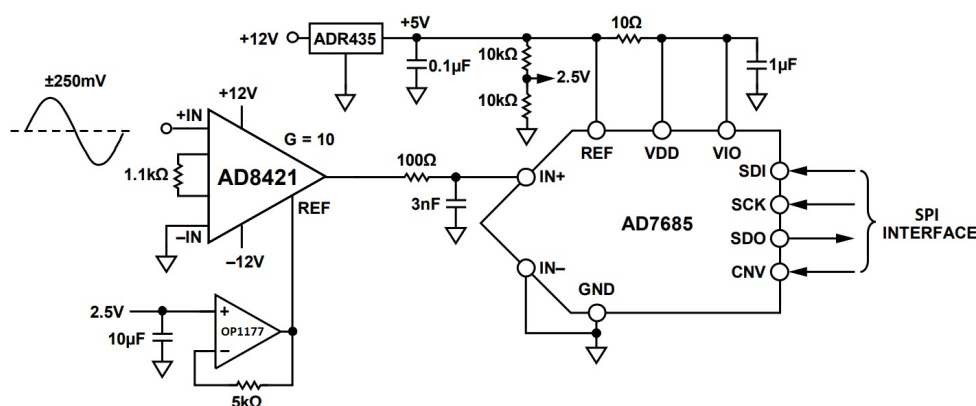 +12V
ADR435
+5V
0.1µF
10kΩ
10kΩ
2.5V
10Ω
1µF
±250mV
+IN
+12V
G = 10
1.1kΩ
AD8421
REF
–IN
–12V
100Ω
3nF
IN+
REF
VDD
VIO
SDI
SCK
SDO
CNV
AD7685
IN–
GND
SPI
INTERFACE
2.5V
10µF
+
OP1177
–
5kΩ